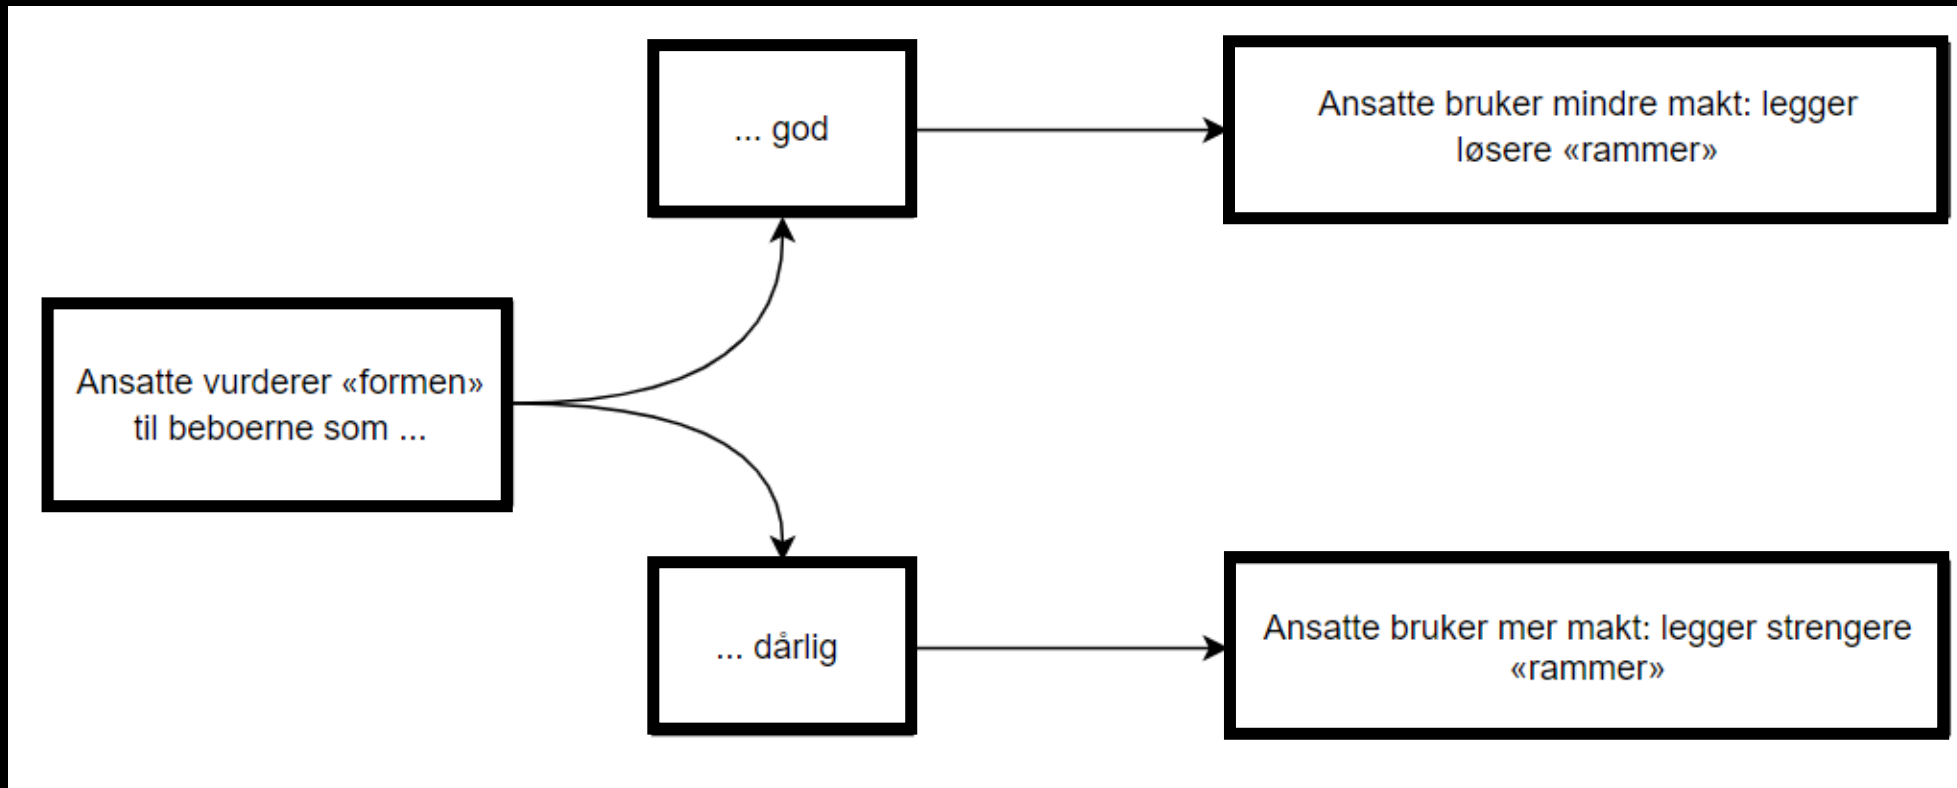 ... god
Ansatte bruker mindre makt: legger
løsere «rammer»
Ansatte vurderer «formen»
til beboerne som ...
... dårlig
Ansatte bruker mer makt: legger strengere
«rammer»